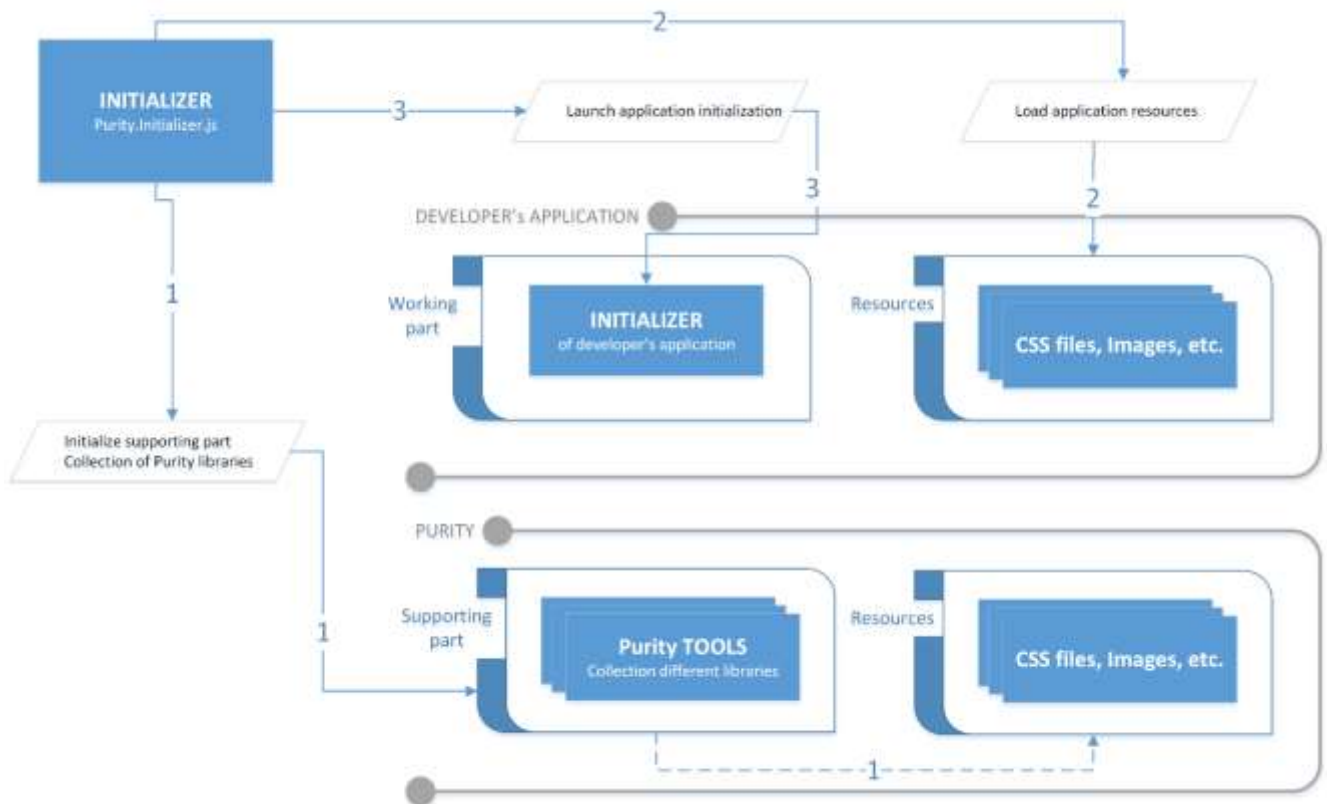 2
INITIALIZER
Purity.Initializer.js
3
Launch application initialization
Load application resources
3
2
DEVELOPER's APPLICATION
1
Working
part
INITIALIZER
of developer's application
Resources
CSS files, Images, etc.
Initialize supporting part
Collection of Purity libraries
PURITY
1
Supporting
part
Purity TOOLS
Collection different libraries
Resources
CSS files, Images, etc.
1